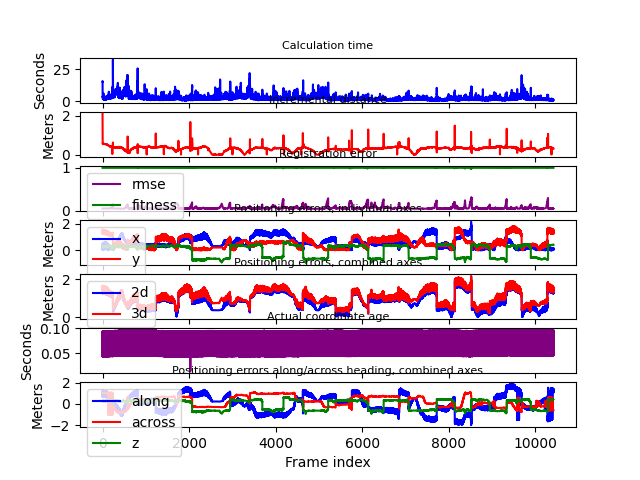 Calculation time
25
0
Seconds
Incremental distance
2
0
Meters
Registration error
1
0
rmse
fitness
Positioning errors, individual axes
2
0
Meters
x
y
Positioning errors, combined axes
2
0
Meters
2d
3d
Actual coordinate age
0.10
0.05
Seconds
Positioning errors along/across heading, combined axes
2
0
−2
Meters
along
across
z
0 2000 4000 6000 8000 10000
Frame index